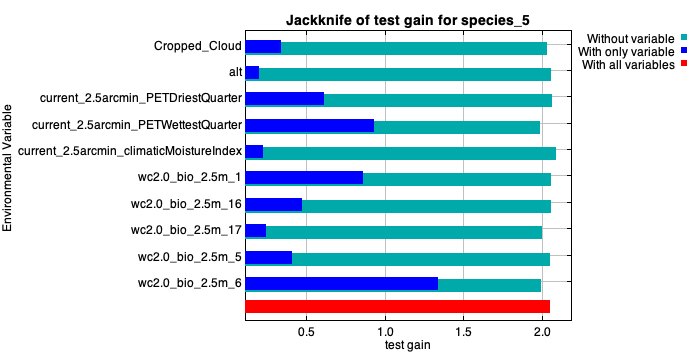 Jackknife of test gain for species_5
Without variable
With only variable
With all variables
Environmental Variable
Cropped_Cloud
alt
current_2.5arcmin_PETDriestQuarter
current_2.5arcmin_PETWettestQuarter
current_2.5arcmin_climaticMoistureIndex
wc2.0_bio_2.5m_1
wc2.0_bio_2.5m_16
wc2.0_bio_2.5m_17
wc2.0_bio_2.5m_5
wc2.0_bio_2.5m_6
0.5 1.0 1.5 2.0
test gain